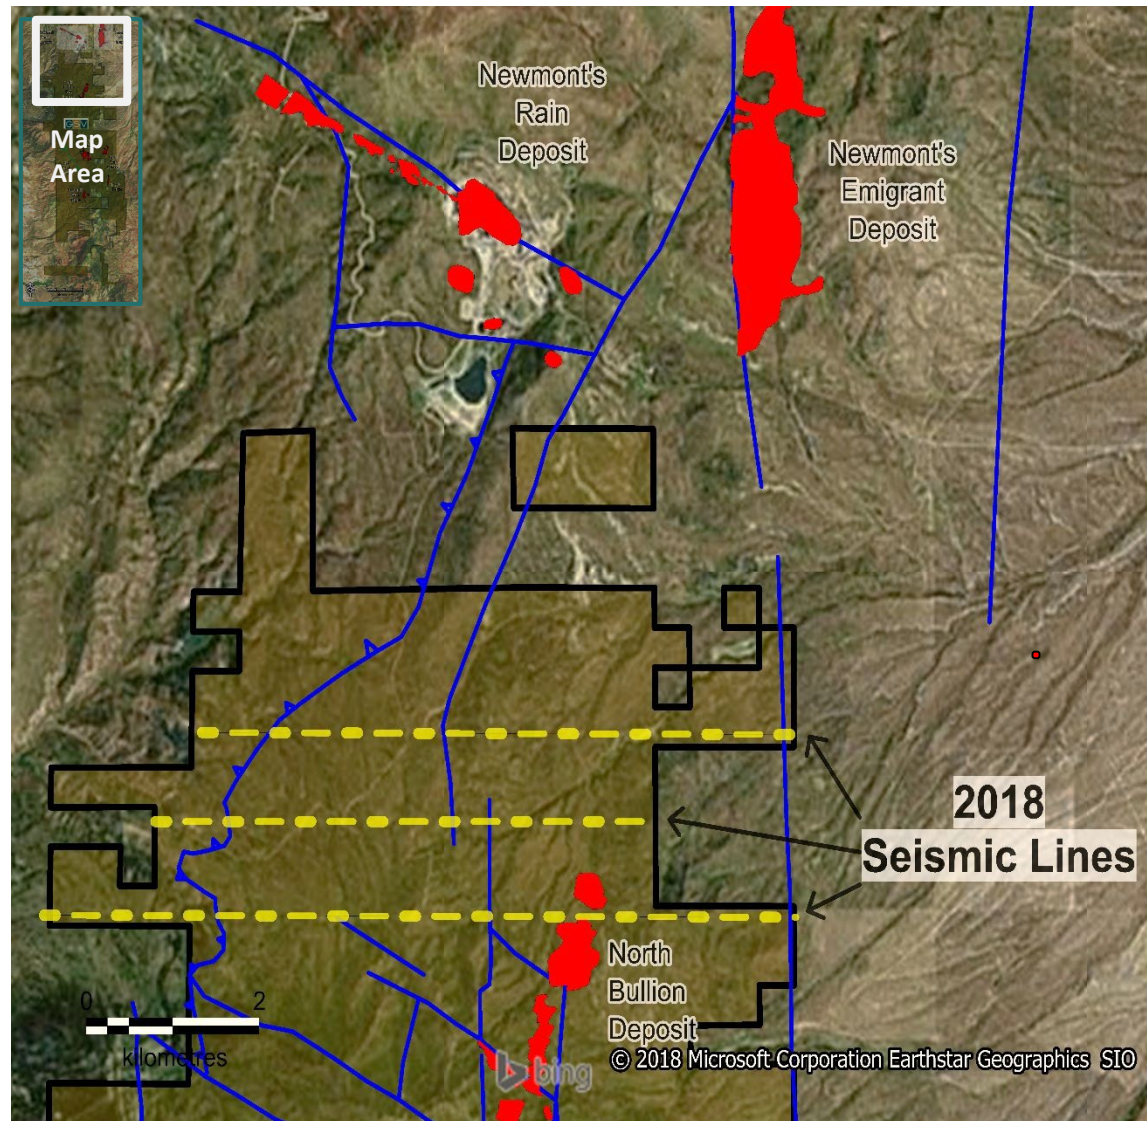 Map
Area
GSV
Newmont's
Rain
Deposit
Newmont's
Emigrant
Deposit
2018
Seismic Lines
North
Bullion
Deposit
0 2
kilometres
bing
© 2018 Microsoft Corporation Earthstar Geographics SIO